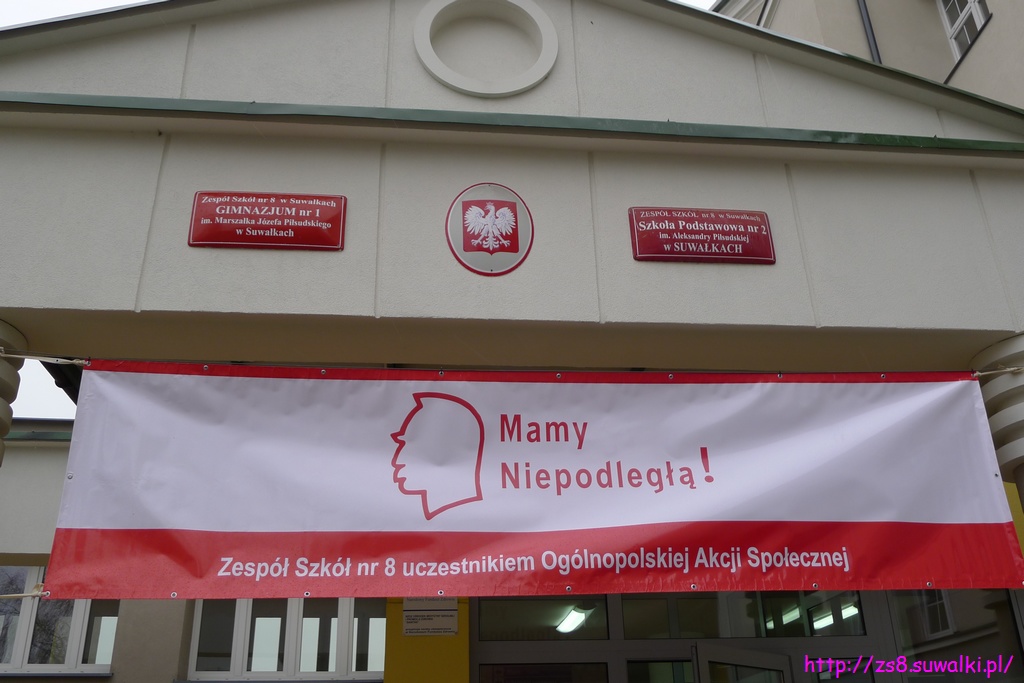 Zespół Szkół nr 8 w Suwałkach
GIMNAZJUM nr 1
im. Marszałka Józefa Piłsudskiego
w Suwałkach
ZESPÓŁ SZKÓŁ nr 8 w Suwałkach
Szkoła Podstawowa nr 2
im. Aleksandry Piłsudskiej
w SUWAŁKACH
Mamy
Niepodległą!
Zespół Szkół nr 8 uczestnikiem Ogólnopolskiej Akcji Społecznej
http://zs8.suwalki.pl/